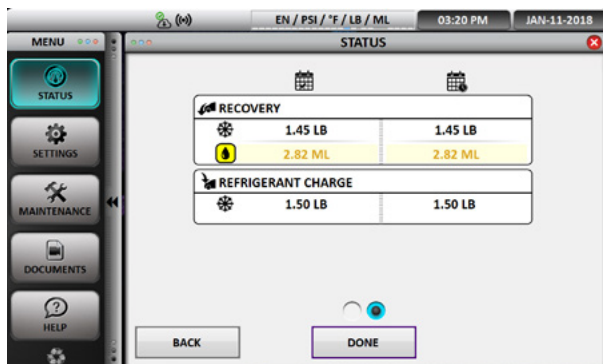 EN / PSI / °F / LB / ML 03:20 PM JAN-11-2018
MENU STATUS
STATUS
SETTINGS
MAINTENANCE
DOCUMENTS
HELP
RECOVERY
1.45 LB 1.45 LB
2.82 ML 2.82 ML
REFRIGERANT CHARGE
1.50 LB 1.50 LB
BACK DONE